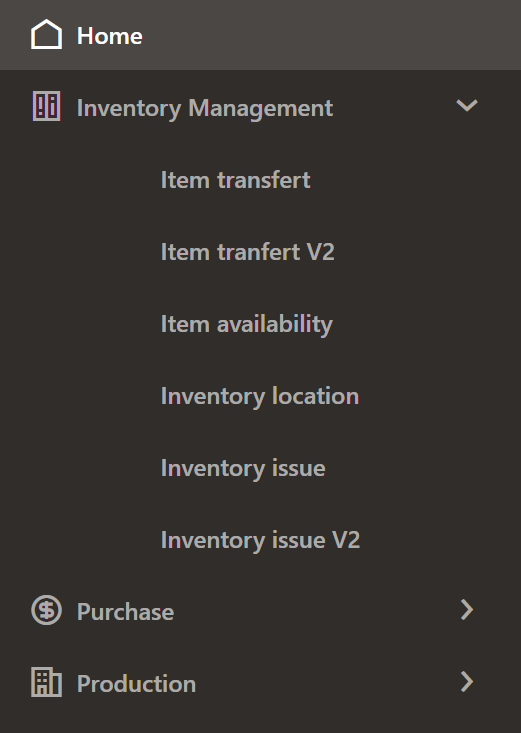 Home
Inventory Management
Item transfert
Item tranfert V2
Item availability
Inventory location
Inventory issue
Inventory issue V2
Purchase
Production